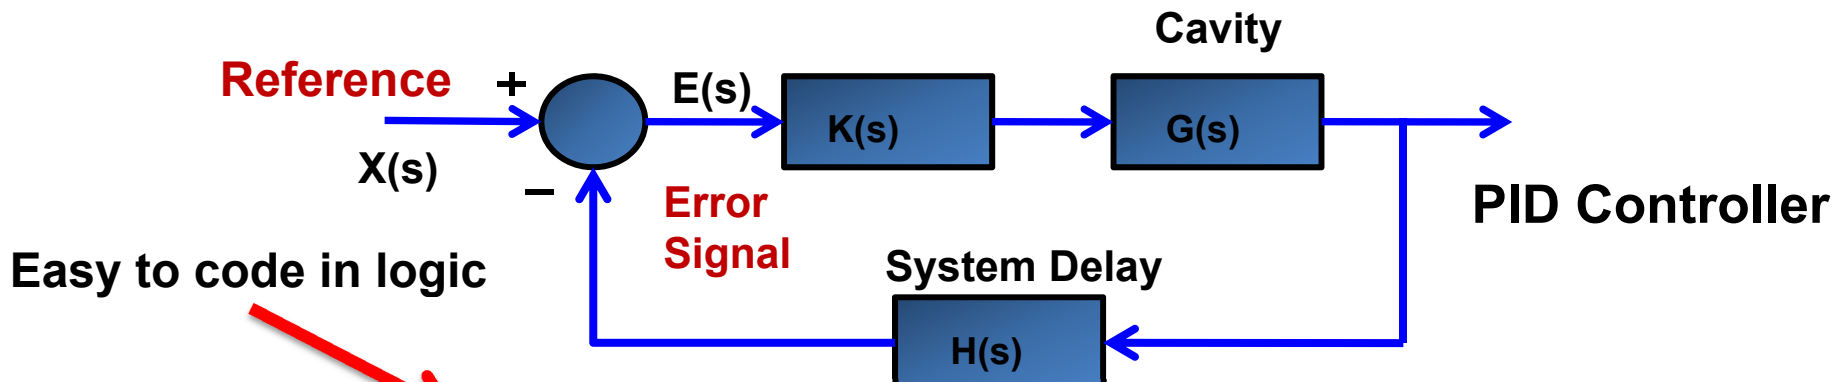 Cavity
Reference
+
E(s)
K(s)
G(s)
X(s)
−
Error
Signal
PID Controller
Easy to code in logic
System Delay
H(s)